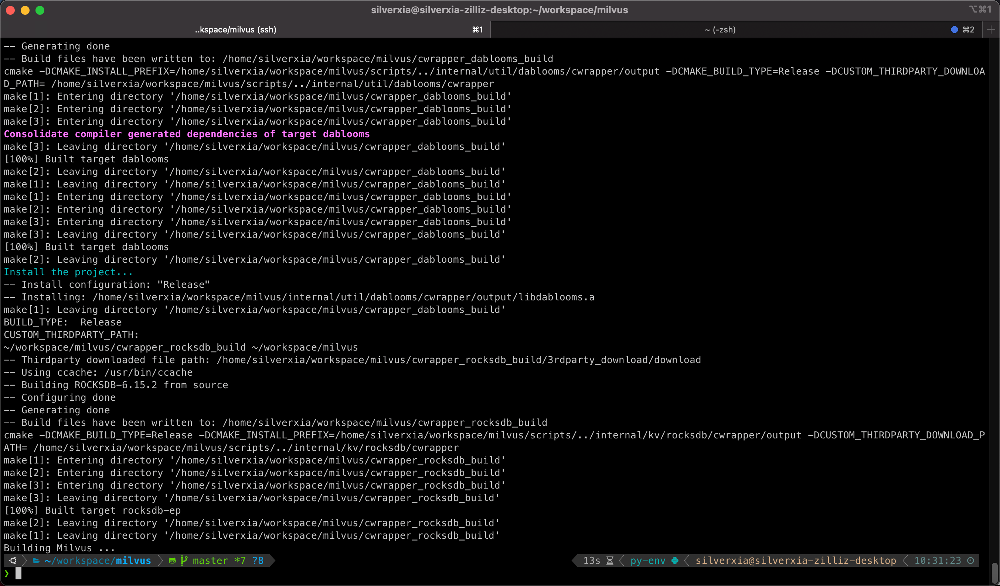 silverxia@silverxia-zilliz-desktop:~/workspace/milvus
⌥⌘1
..kspace/milvus (ssh) ⌘1 ~ (-zsh) ⌘2
-- Generating done
-- Build files have been written to: /home/silverxia/workspace/milvus/cwrapper_dablooms_build
cmake -DCMAKE_INSTALL_PREFIX=/home/silverxia/workspace/milvus/scripts/../internal/util/dablooms/cwrapper/output -DCMAKE_BUILD_TYPE=Release -DCUSTOM_THIRDPARTY_DOWNLOA
D_PATH= /home/silverxia/workspace/milvus/scripts/../internal/util/dablooms/cwrapper
make[1]: Entering directory '/home/silverxia/workspace/milvus/cwrapper_dablooms_build'
make[2]: Entering directory '/home/silverxia/workspace/milvus/cwrapper_dablooms_build'
make[3]: Entering directory '/home/silverxia/workspace/milvus/cwrapper_dablooms_build'
Consolidate compiler generated dependencies of target dablooms
make[3]: Leaving directory '/home/silverxia/workspace/milvus/cwrapper_dablooms_build'
[100%] Built target dablooms
make[2]: Leaving directory '/home/silverxia/workspace/milvus/cwrapper_dablooms_build'
make[1]: Leaving directory '/home/silverxia/workspace/milvus/cwrapper_dablooms_build'
make[1]: Entering directory '/home/silverxia/workspace/milvus/cwrapper_dablooms_build'
make[2]: Entering directory '/home/silverxia/workspace/milvus/cwrapper_dablooms_build'
make[3]: Entering directory '/home/silverxia/workspace/milvus/cwrapper_dablooms_build'
make[3]: Leaving directory '/home/silverxia/workspace/milvus/cwrapper_dablooms_build'
[100%] Built target dablooms
make[2]: Leaving directory '/home/silverxia/workspace/milvus/cwrapper_dablooms_build'
Install the project...
-- Install configuration: "Release"
-- Installing: /home/silverxia/workspace/milvus/internal/util/dablooms/cwrapper/output/libdablooms.a
make[1]: Leaving directory '/home/silverxia/workspace/milvus/cwrapper_dablooms_build'
BUILD_TYPE:  Release
CUSTOM_THIRDPARTY_PATH:
~/workspace/milvus/cwrapper_rocksdb_build ~/workspace/milvus
-- Thirdparty downloaded file path: /home/silverxia/workspace/milvus/cwrapper_rocksdb_build/3rdparty_download/download
-- Using ccache: /usr/bin/ccache
-- Building ROCKSDB-6.15.2 from source
-- Configuring done
-- Generating done
-- Build files have been written to: /home/silverxia/workspace/milvus/cwrapper_rocksdb_build
cmake -DCMAKE_BUILD_TYPE=Release -DCMAKE_INSTALL_PREFIX=/home/silverxia/workspace/milvus/scripts/../internal/kv/rocksdb/cwrapper/output -DCUSTOM_THIRDPARTY_DOWNLOAD_P
ATH= /home/silverxia/workspace/milvus/scripts/../internal/kv/rocksdb/cwrapper
make[1]: Entering directory '/home/silverxia/workspace/milvus/cwrapper_rocksdb_build'
make[2]: Entering directory '/home/silverxia/workspace/milvus/cwrapper_rocksdb_build'
make[3]: Entering directory '/home/silverxia/workspace/milvus/cwrapper_rocksdb_build'
make[3]: Leaving directory '/home/silverxia/workspace/milvus/cwrapper_rocksdb_build'
[100%] Built target rocksdb-ep
make[2]: Leaving directory '/home/silverxia/workspace/milvus/cwrapper_rocksdb_build'
make[1]: Leaving directory '/home/silverxia/workspace/milvus/cwrapper_rocksdb_build'
Building Milvus ...
~/workspace/milvus master *7 ?8 13s py-env silverxia@silverxia-zilliz-desktop 10:31:23
❯